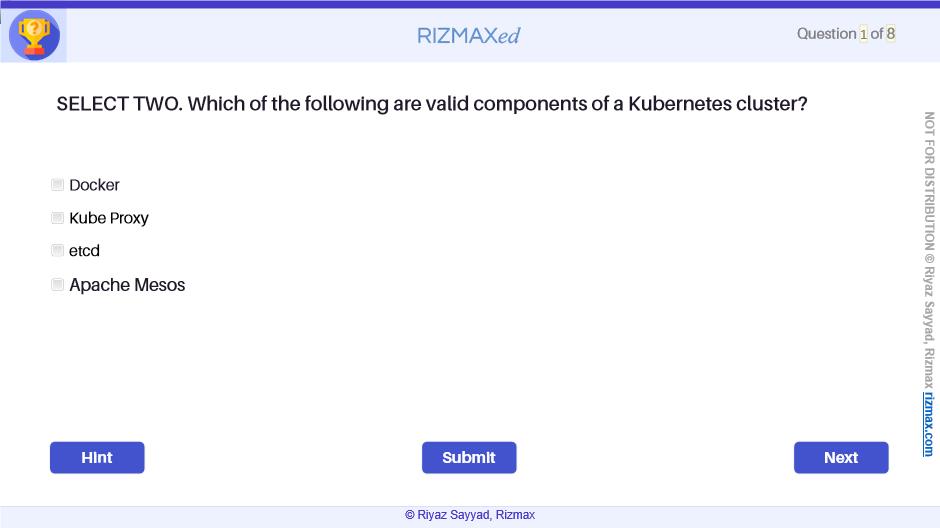 RIZMAXed
Question 1 of 8
SELECT TWO. Which of the following are valid components of a Kubernetes cluster?
Docker
Kube Proxy
etcd
Apache Mesos
Hint
Submit
Next
NOT FOR DISTRIBUTION © Riyaz Sayyad, Rizmax rizmax.com
© Riyaz Sayyad, Rizmax